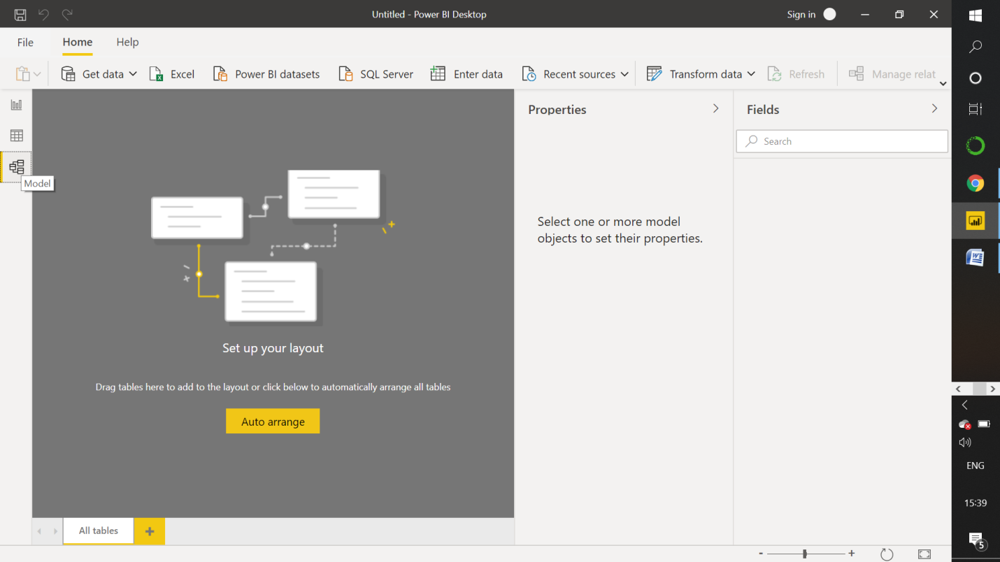 Untitled - Power BI Desktop
Sign in
File Home Help
Get data Excel Power BI datasets SQL Server Enter data Recent sources Transform data Refresh Manage relat
Properties
Fields
Search
Model
Select one or more model
objects to set their properties.
Set up your layout
Drag tables here to add to the layout or click below to automatically arrange all tables
Auto arrange
All tables
ENG
15:39
5